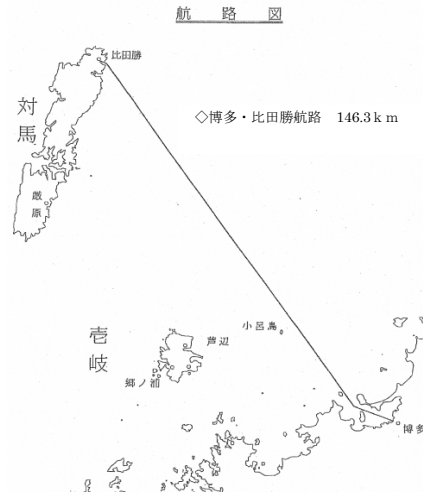 航路図
比田勝
対馬
◇博多・比田勝航路 146.3km
厳原
小呂島
壱岐
芦辺
郷ノ浦
博多